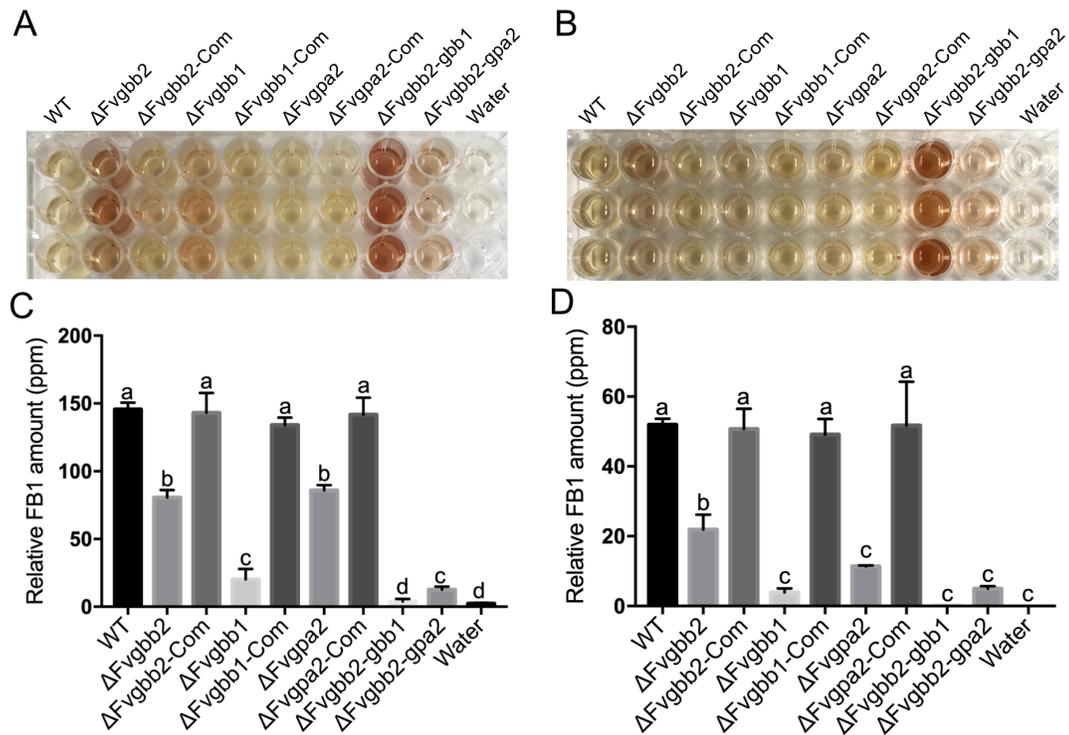 A
WT
ΔFvgbb2
ΔFvgbb2-Com
ΔFvgbb1
ΔFvgbb1-Com
ΔFvgpa2
ΔFvgpa2-Com
ΔFvgbb2-gbb1
ΔFvgbb2-gpa2
Water
B
WT
ΔFvgbb2
ΔFvgbb2-Com
ΔFvgbb1
ΔFvgbb1-Com
ΔFvgpa2
ΔFvgpa2-Com
ΔFvgbb2-gbb1
ΔFvgbb2-gpa2
Water
C
Relative FB1 amount (ppm)
200
150
100
50
0
a
b
a
c
a
b
a
d
c
d
WT
ΔFvgbb2
ΔFvgbb2-Com
ΔFvgbb1
ΔFvgbb1-Com
ΔFvgpa2
ΔFvgpa2-Com
ΔFvgbb2-gbb1
ΔFvgbb2-gpa2
Water
D
Relative FB1 amount (ppm)
80
60
40
20
0
a
b
a
c
a
c
a
c
c
c
WT
ΔFvgbb2
ΔFvgbb2-Com
ΔFvgbb1
ΔFvgbb1-Com
ΔFvgpa2
ΔFvgpa2-Com
ΔFvgbb2-gbb1
ΔFvgbb2-gpa2
Water